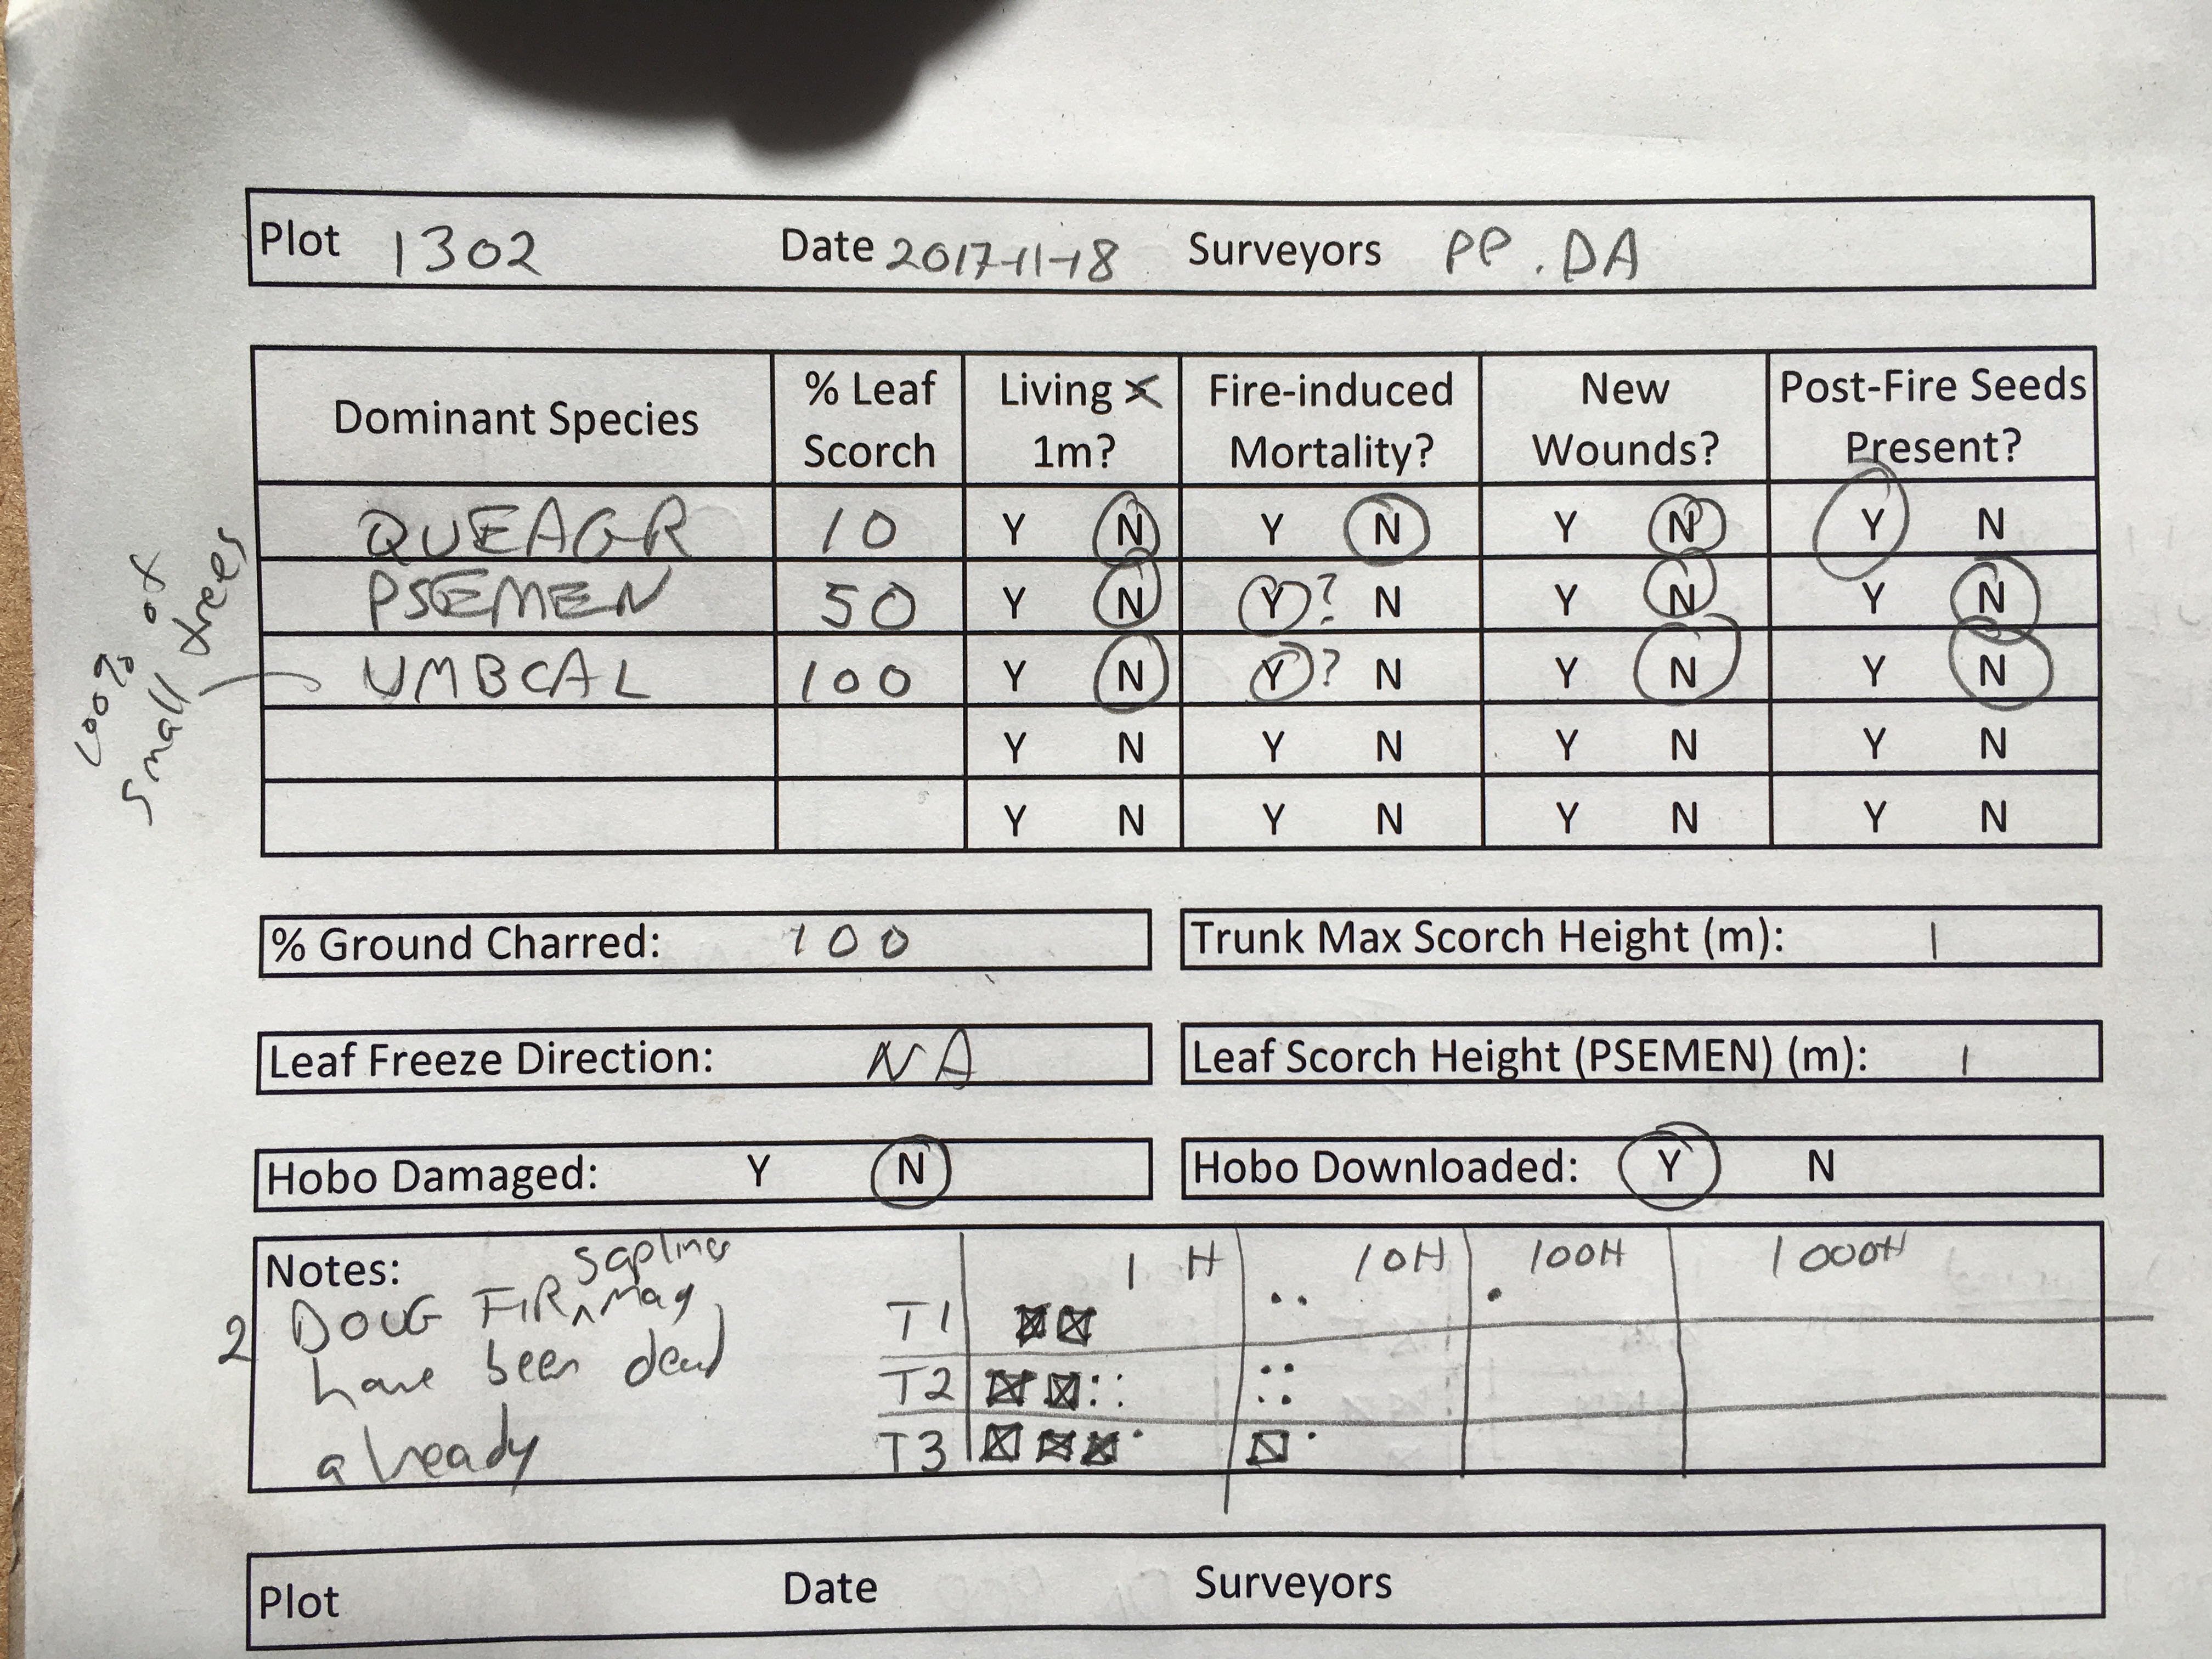 Plot 1302 Date 2017-11-18 Surveyors PP. DA
Dominant Species % Leaf Scorch Living X 1m? Fire-induced Mortality? New Wounds? Post-Fire Seeds Present?
QUEAGR 10 Y N Y N Y N Y N
PSEMEN 50 Y N Y ? N Y N Y N
UMBCAL 100 Y N Y ? N Y N Y N
Y N Y N Y N Y N
Y N Y N Y N Y N
100% of
small trees
% Ground Charred: 100 Trunk Max Scorch Height (m): 1
Leaf Freeze Direction: NA Leaf Scorch Height (PSEMEN) (m): 1
Hobo Damaged: Y N Hobo Downloaded: Y N
Notes: 1 H 10H 100H 1000H
sapling
2 DOUG FIR ^ may
have been dead
already
T1
T2
T3
Plot Date Surveyors